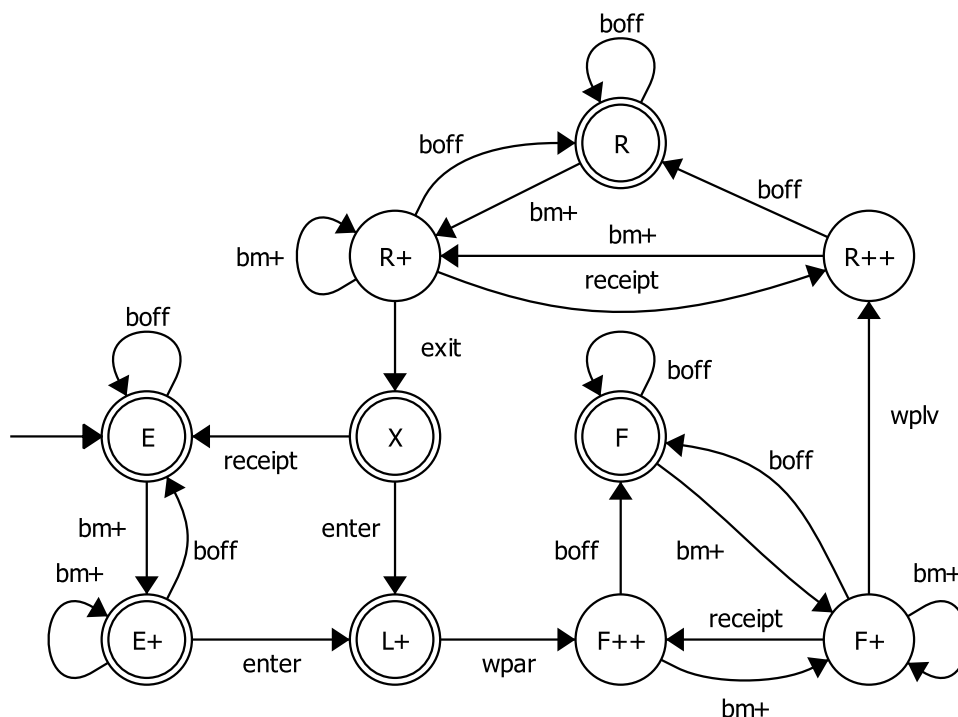 boff
R
boff
boff
bm+
bm+
R+
bm+
R++
receipt
boff
exit
boff
wplv
E
X
F
receipt
bm+
enter
boff
boff
bm+
boff
bm+
bm+
E+
L+
F++
receipt
F+
enter
wpar
bm+